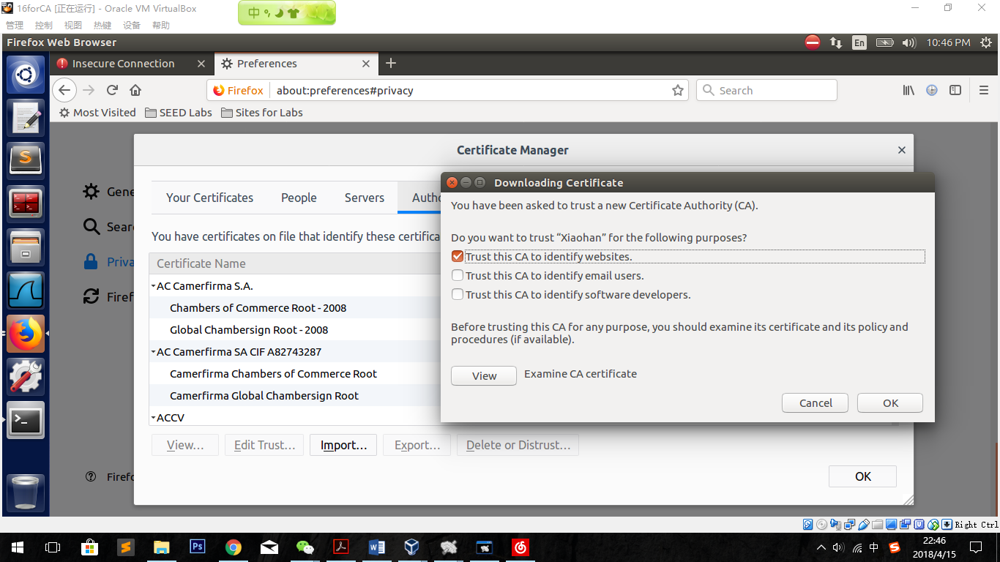 16forCA [正在运行] - Oracle VM VirtualBox
管理 控制 视图 热键 设备 帮助
中
Firefox Web Browser
En
10:46 PM
Insecure Connection
Preferences
Firefox
about:preferences#privacy
Search
Most Visited
SEED Labs
Sites for Labs
Certificate Manager
Gene
Sear
Priva
Firef
Firefo
Your Certificates
People
Servers
Autho
You have certificates on file that identify these certifica
Certificate Name
AC Camerfirma S.A.
Chambers of Commerce Root - 2008
Global Chambersign Root - 2008
AC Camerfirma SA CIF A82743287
Camerfirma Chambers of Commerce Root
Camerfirma Global Chambersign Root
ACCV
View…
Edit Trust…
Import…
Export…
Delete or Distrust…
OK
Downloading Certificate
You have been asked to trust a new Certificate Authority (CA).
Do you want to trust “Xiaohan” for the following purposes?
Trust this CA to identify websites.
Trust this CA to identify email users.
Trust this CA to identify software developers.
Before trusting this CA for any purpose, you should examine its certificate and its policy and
procedures (if available).
View
Examine CA certificate
Cancel
OK
Right Ctrl
Ps
中
22:46
2018/4/15